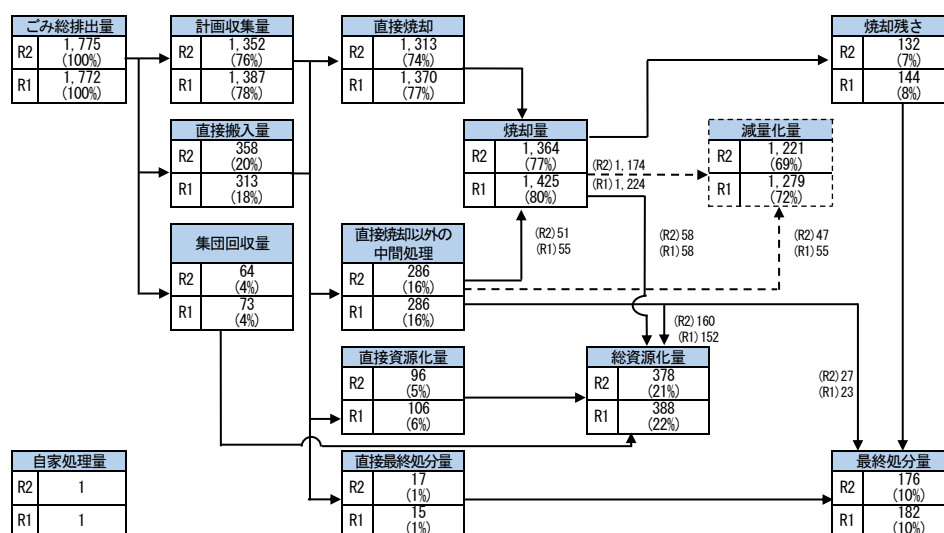 ごみ総排出量
R2
1,775
(100%)
R1
1,772
(100%)
計画収集量
R2
1,352
(76%)
R1
1,387
(78%)
直接焼却
R2
1,313
(74%)
R1
1,370
(77%)
焼却残さ
R2
132
(7%)
R1
144
(8%)
直接搬入量
R2
358
(20%)
R1
313
(18%)
焼却量
R2
1,364
(77%)
R1
1,425
(80%)
(R2)1,174
(R1)1,224
減量化量
R2
1,221
(69%)
R1
1,279
(72%)
集団回収量
R2
64
(4%)
R1
73
(4%)
直接焼却以外の
中間処理
R2
286
(16%)
R1
286
(16%)
(R2)51
(R1)55
(R2)58
(R1)58
(R2)47
(R1)55
(R2)160
(R1)152
直接資源化量
R2
96
(5%)
R1
106
(6%)
総資源化量
R2
378
(21%)
R1
388
(22%)
(R2)27
(R1)23
自家処理量
R2
1
R1
1
直接最終処分量
R2
17
(1%)
R1
15
(1%)
最終処分量
R2
176
(10%)
R1
182
(10%)